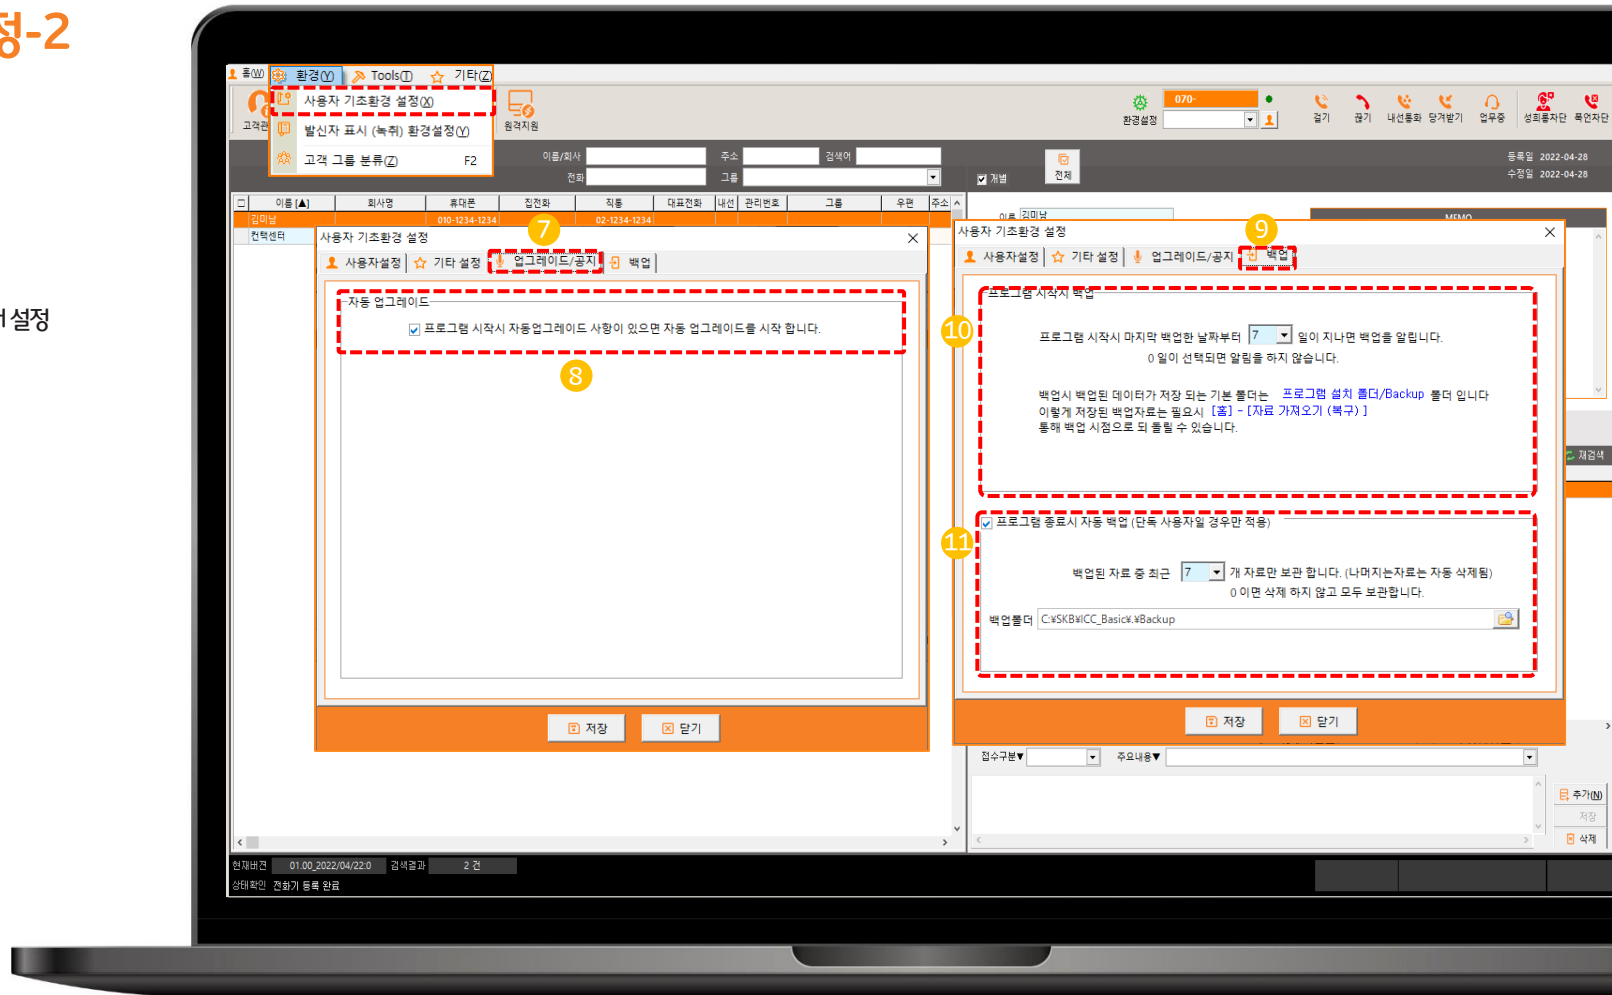 정-2
설정
홈(W) 환경(Y) Tools(T) 기타(Z)
사용자 기초환경 설정(X)
발신자 표시 (녹취) 환경설정(Y)
고객 그룹 분류(Z) F2
고객관
원격지원
환경설정
070-
걸기 끊기 내선통화 당겨받기 업무중 성희롱차단 폭언차단
이름/회사 주소 검색어
전화 그룹
개별
전체
등록일 2022-04-28
수정일 2022-04-28
이름[▲] 회사명 휴대폰 집전화 직통 대표전화 내선 관리번호 그룹 우편 주소
김미남 010-1234-1234 02-1234-1234
컨택센터
이름 김미남
MEMO
7
사용자 기초환경 설정
사용자설정 기타 설정 업그레이드/공지 백업
자동 업그레이드
프로그램 시작시 자동업그레이드 사항이 있으면 자동 업그레이드를 시작 합니다.
8
저장 닫기
9
사용자 기초환경 설정
사용자설정 기타 설정 업그레이드/공지 백업
프로그램 시작시 백업
10
프로그램 시작시 마지막 백업한 날짜부터 7 일이 지나면 백업을 알립니다.
0 일이 선택되면 알림을 하지 않습니다.
백업시 백업된 데이터가 저장 되는 기본 폴더는 프로그램 설치 폴더/Backup 폴더 입니다
이렇게 저장된 백업자료는 필요시 [홈] - [자료 가져오기 (복구) ]
통해 백업 시점으로 되 돌릴 수 있습니다.
11
프로그램 종료시 자동 백업 (단독 사용자일 경우만 적용)
백업된 자료 중 최근 7 개 자료만 보관 합니다. (나머지는자료는 자동 삭제됨)
0 이면 삭제 하지 않고 모두 보관합니다.
백업폴더 C:₩SKB₩ICC_Basic₩.₩Backup
저장 닫기
재검색
접수구분▼ 주요내용▼
추가(N)
저장
삭제
현재버젼 01.00_2022/04/22:0 검색결과 2 건
상태확인 전화기 등록 완료